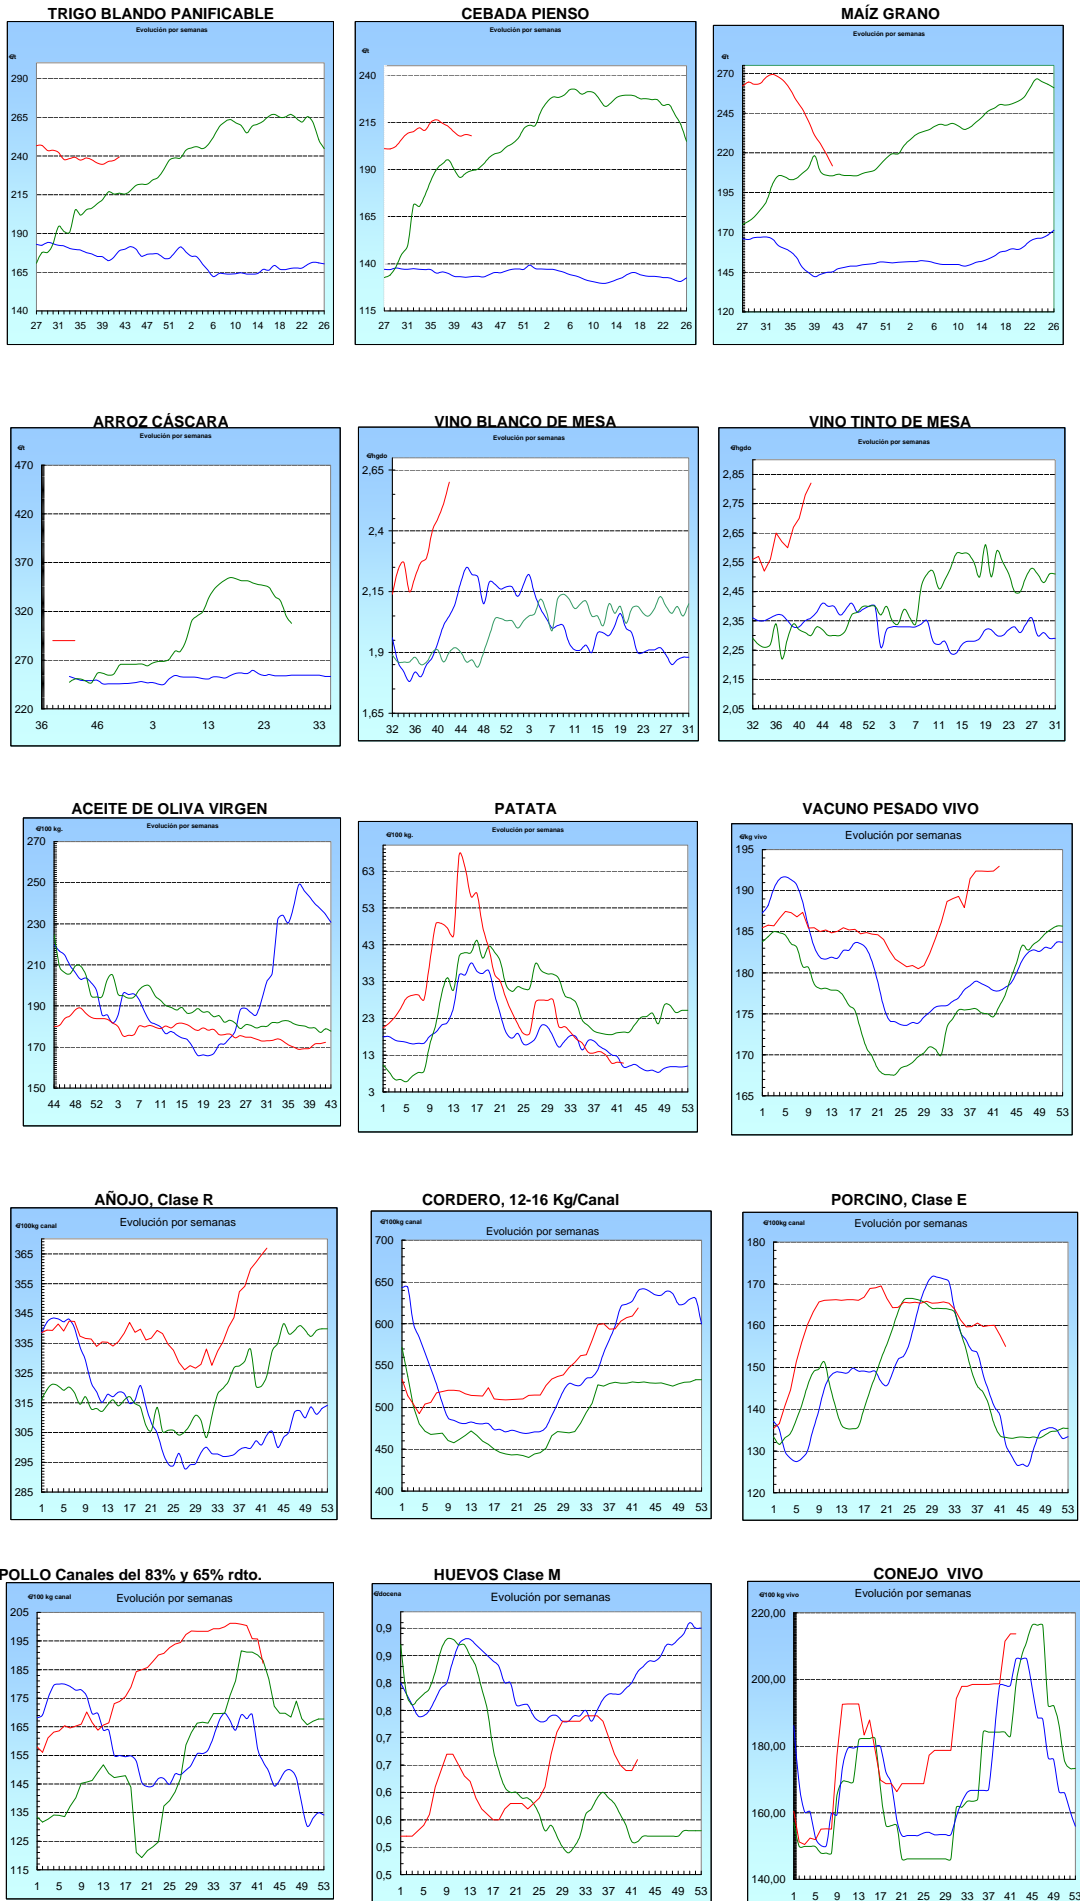 TRIGO BLANDO PANIFICABLE
Evolución por semanas
€/t
290
265
240
215
190
165
140
27 31 35 39 43 47 51 2 6 10 14 18 22 26
CEBADA PIENSO
Evolución por semanas
€/t
240
215
190
165
140
115
27 31 35 39 43 47 51 2 6 10 14 18 22 26
MAÍZ GRANO
Evolución por semanas
€/t
270
245
220
195
170
145
120
27 31 35 39 43 47 51 2 6 10 14 18 22 26
ARROZ CÁSCARA
Evolución por semanas
€/t
470
420
370
320
270
220
36 46 3 13 23 33
VINO BLANCO DE MESA
Evolución por semanas
€/hgdo
2,65
2,4
2,15
1,9
1,65
32 36 40 44 48 52 3 7 11 15 19 23 27 31
VINO TINTO DE MESA
Evolución por semanas
€/hgdo
2,85
2,75
2,65
2,55
2,45
2,35
2,25
2,15
2,05
32 36 40 44 48 52 3 7 11 15 19 23 27 31
ACEITE DE OLIVA VIRGEN
Evolución por semanas
€/100 kg.
270
250
230
210
190
170
150
44 48 52 3 7 11 15 19 23 27 31 35 39 43
PATATA
Evolución por semanas
€/100 kg.
63
53
43
33
23
13
3
1 5 9 13 17 21 25 29 33 37 41 45 49 53
VACUNO PESADO VIVO
Evolución por semanas
€/kg vivo
195
190
185
180
175
170
165
1 5 9 13 17 21 25 29 33 37 41 45 49 53
AÑOJO, Clase R
Evolución por semanas
€/100kg canal
365
355
345
335
325
315
305
295
285
1 5 9 13 17 21 25 29 33 37 41 45 49 53
CORDERO, 12-16 Kg/Canal
Evolución por semanas
€/100kg canal
700
650
600
550
500
450
400
1 5 9 13 17 21 25 29 33 37 41 45 49 53
PORCINO, Clase E
Evolución por semanas
€/100kg canal
180
170
160
150
140
130
120
1 5 9 13 17 21 25 29 33 37 41 45 49 53
POLLO Canales del 83% y 65% rdto.
Evolución por semanas
€/100 kg canal
205
195
185
175
165
155
145
135
125
115
1 5 9 13 17 21 25 29 33 37 41 45 49 53
HUEVOS Clase M
Evolución por semanas
€/docena
0,9
0,9
0,8
0,8
0,7
0,7
0,6
0,6
0,5
0,5
1 5 9 13 17 21 25 29 33 37 41 45 49 53
CONEJO VIVO
Evolución por semanas
€/100 kg vivo
220,00
200,00
180,00
160,00
140,00
1 5 9 13 17 21 25 29 33 37 41 45 49 53